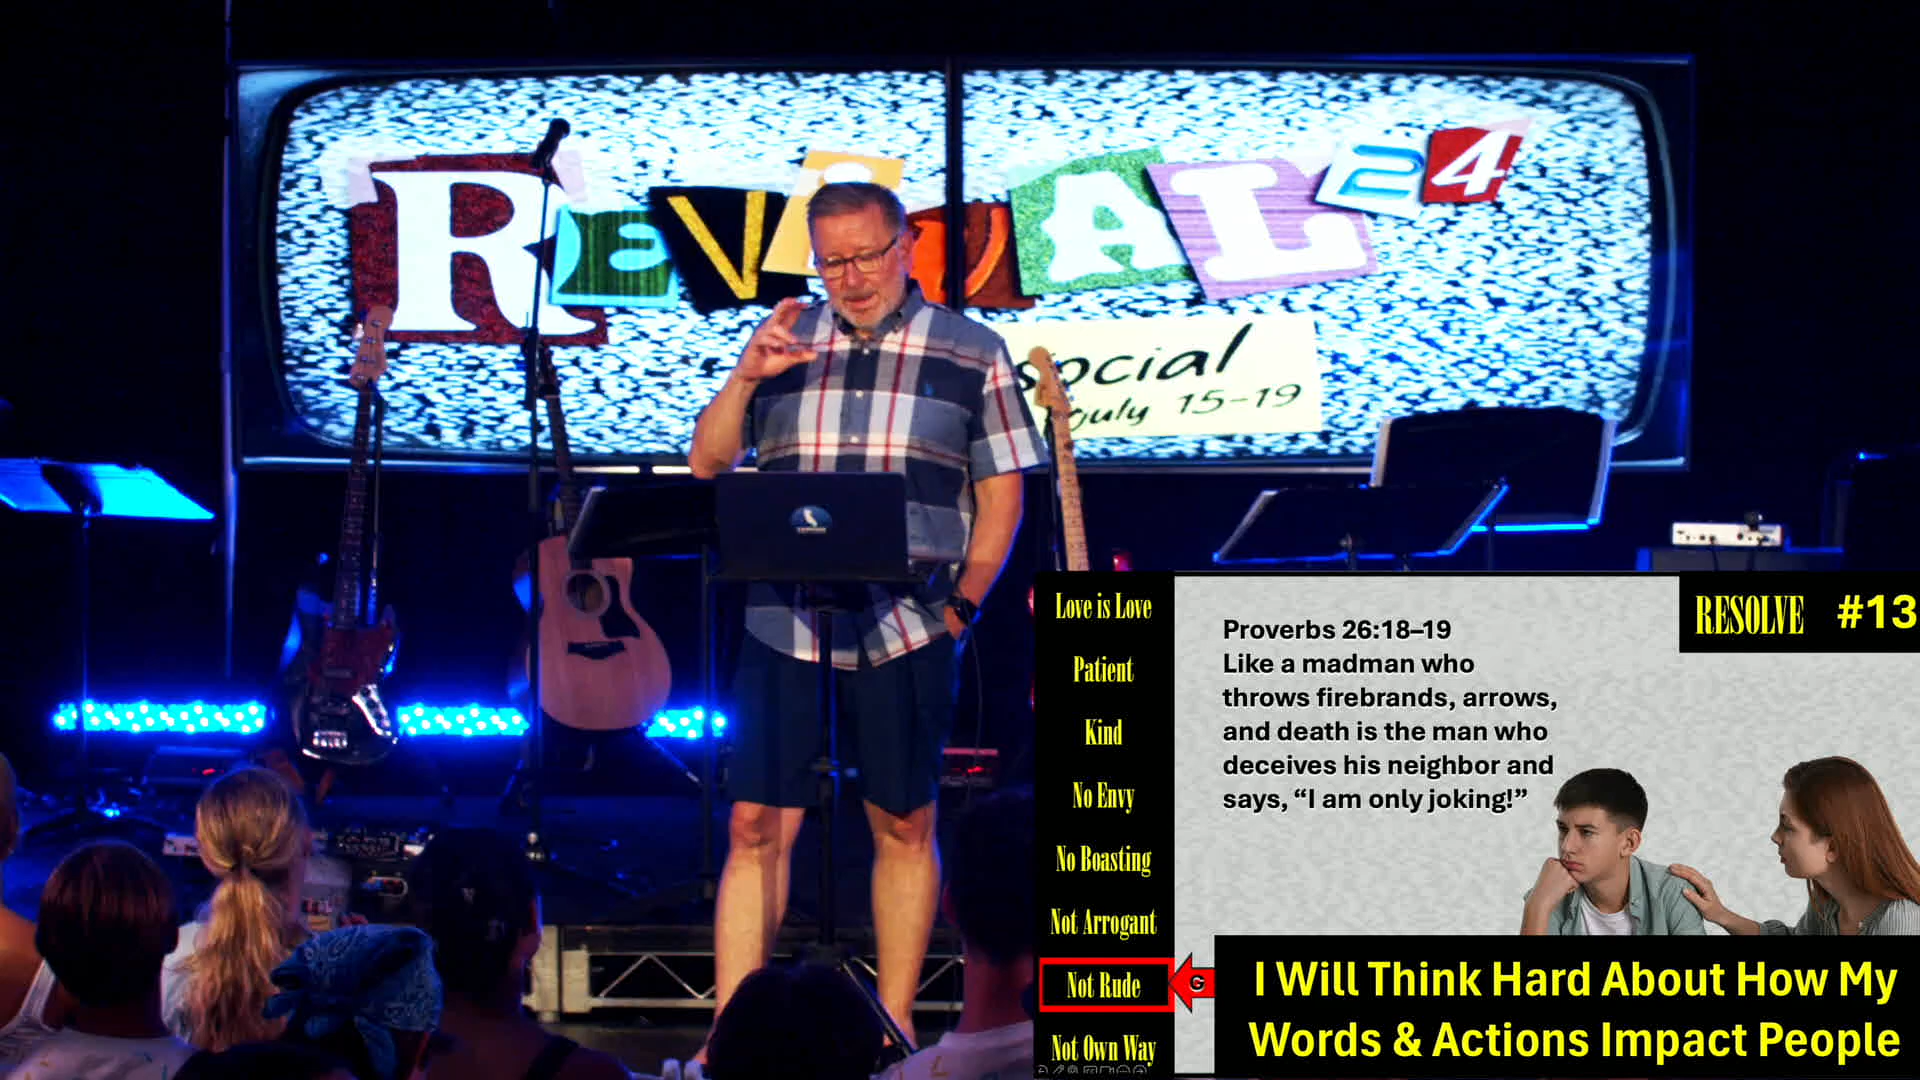 REViVAL 24
social
July 15-19
Love is Love
Patient
Kind
No Envy
No Boasting
Not Arrogant
Not Rude
Not Own Way
G
Proverbs 26:18–19
Like a madman who
throws firebrands, arrows,
and death is the man who
deceives his neighbor and
says, “I am only joking!”
RESOLVE #13
I Will Think Hard About How My
Words & Actions Impact People